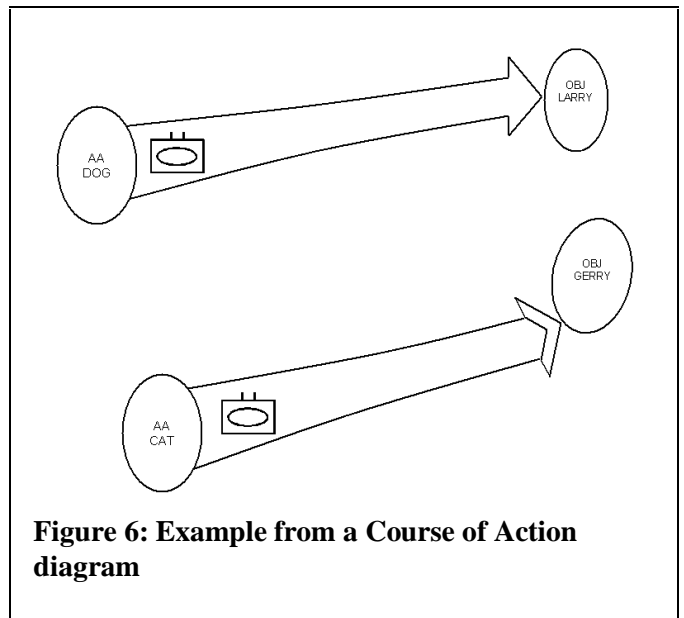 OBJ
LARRY
AA
DOG
OBJ
GERRY
AA
CAT
Figure 6: Example from a Course of Action
diagram